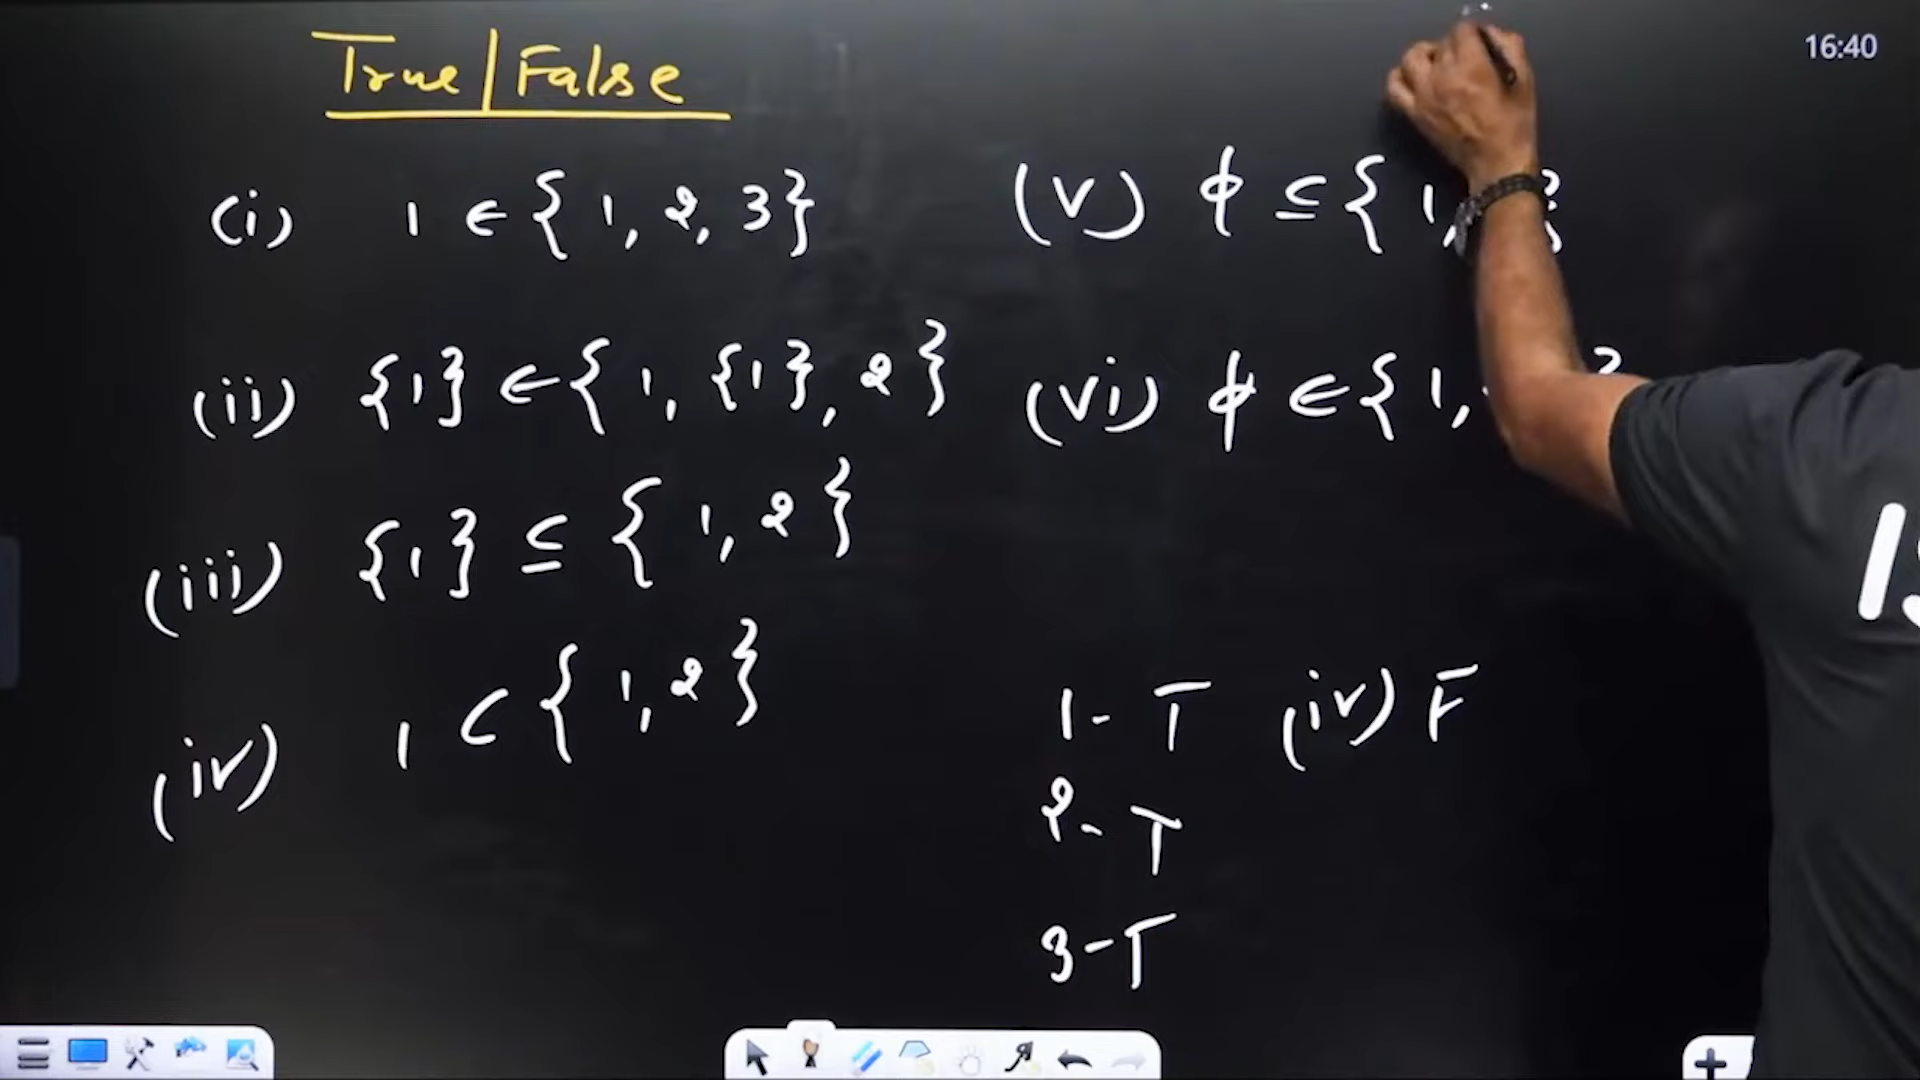 True|False
16:40
(i) 1 ∈ {1, 2, 3}
(ii) {1} ∈ {1, {1}, 2}
(iii) {1} ⊆ {1, 2}
(iv) 1 ⊂ {1, 2}
(v) ϕ ⊆ {1,
(vi) ϕ ∈ {1,
1- T (iv) F
2- T
3-T